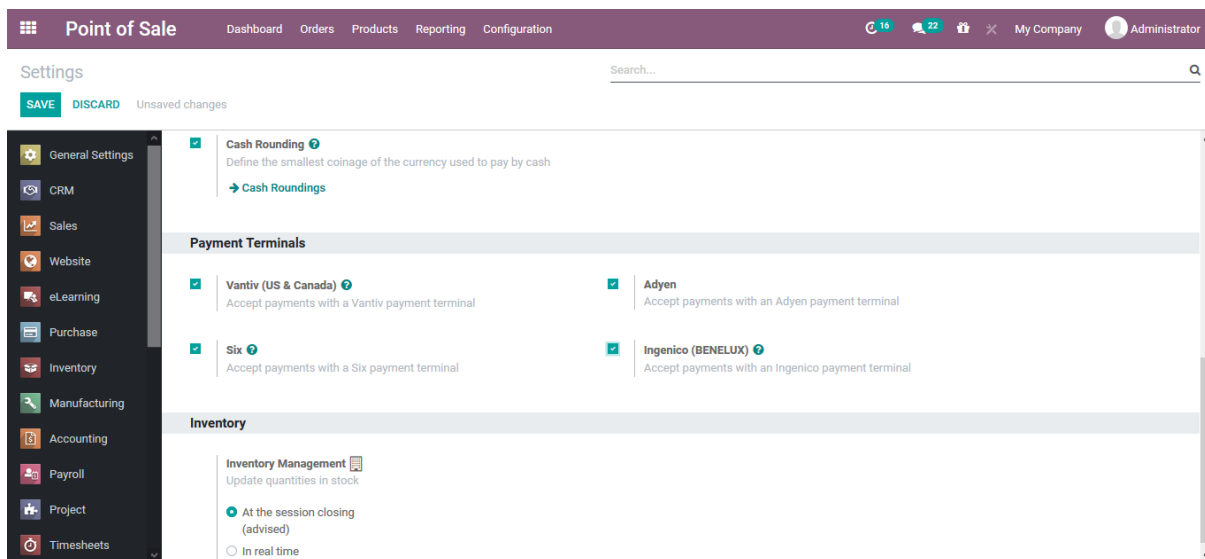 Point of Sale
Dashboard Orders Products Reporting Configuration
16 22 My Company Administrator
Settings
Search...
SAVE DISCARD Unsaved changes
General Settings
CRM
Sales
Website
eLearning
Purchase
Inventory
Manufacturing
Accounting
Payroll
Project
Timesheets
Cash Rounding ?
Define the smallest coinage of the currency used to pay by cash
Cash Roundings
Payment Terminals
Vantiv (US & Canada) ?
Accept payments with a Vantiv payment terminal
Adyen
Accept payments with an Adyen payment terminal
Six ?
Accept payments with a Six payment terminal
Ingenico (BENELUX) ?
Accept payments with an Ingenico payment terminal
Inventory
Inventory Management
Update quantities in stock
At the session closing
(advised)
In real time